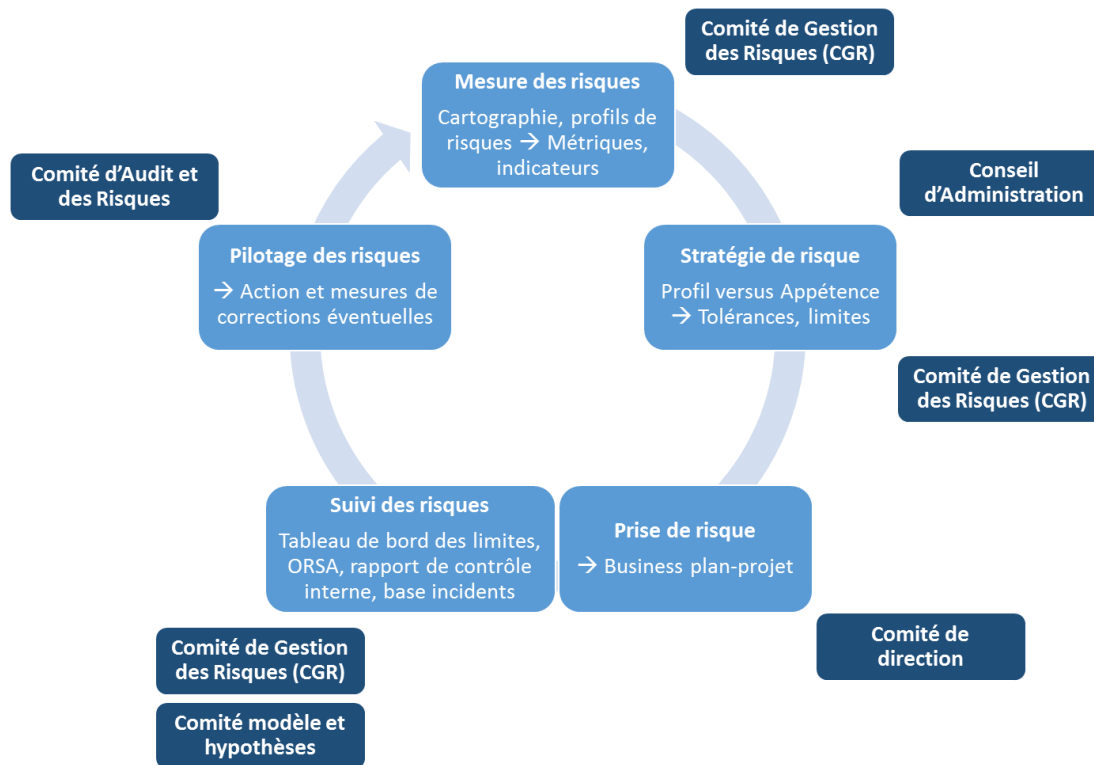 Comité de Gestion
des Risques (CGR)
Mesure des risques
Cartographie, profils de
risques → Métriques,
indicateurs
Comité d’Audit et
des Risques
Conseil
d’Administration
Pilotage des risques
→ Action et mesures de
corrections éventuelles
Stratégie de risque
Profil versus Appétence
→ Tolérances, limites
Comité de Gestion
des Risques (CGR)
Suivi des risques
Tableau de bord des limites,
ORSA, rapport de contrôle
interne, base incidents
Prise de risque
→ Business plan-projet
Comité de
direction
Comité de Gestion
des Risques (CGR)
Comité modèle et
hypothèses